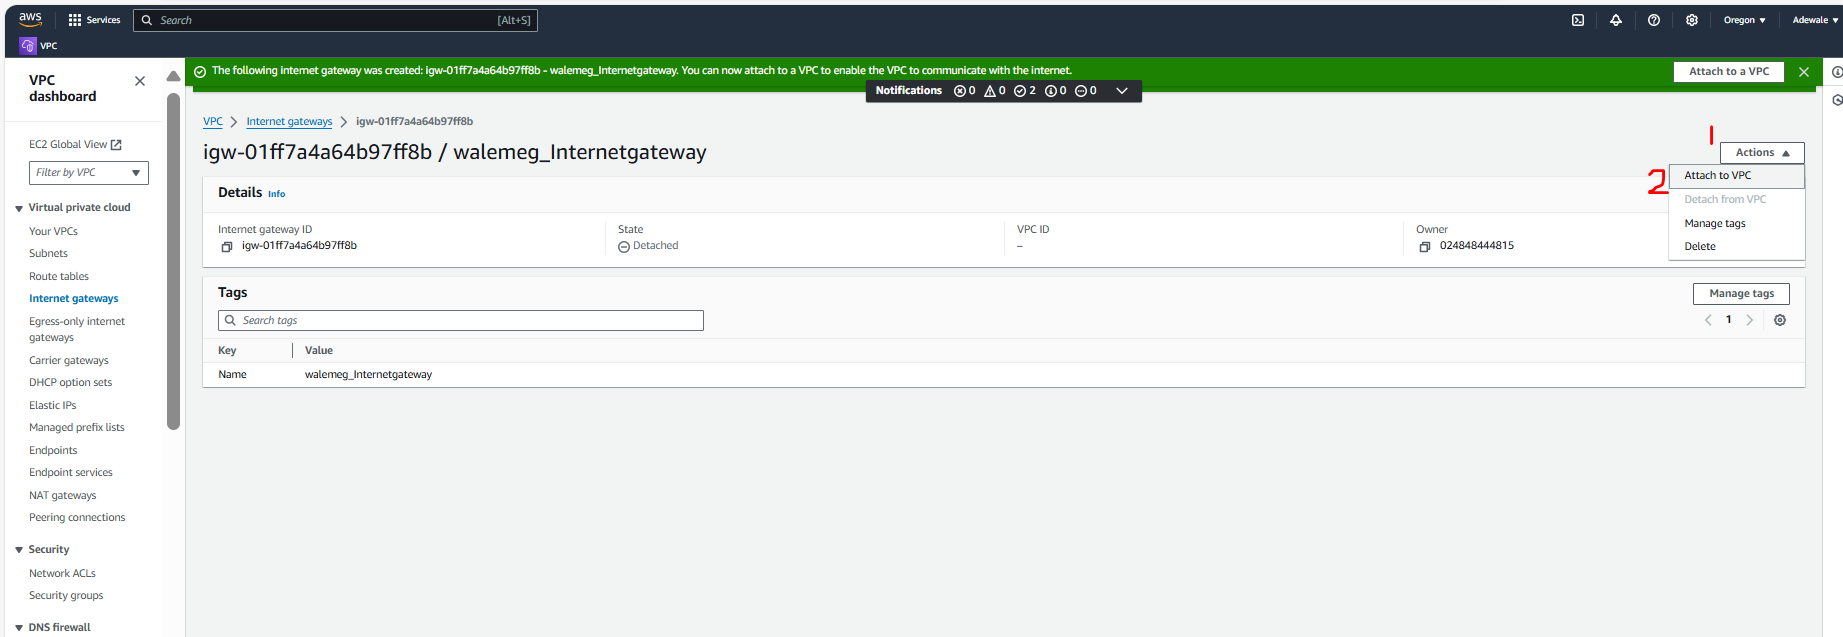 aws
Services
Search
[Alt+S]
Oregon
Adewale
VPC
VPC dashboard
EC2 Global View
Filter by VPC
Virtual private cloud
Your VPCs
Subnets
Route tables
Internet gateways
Egress-only internet
gateways
Carrier gateways
DHCP option sets
Elastic IPs
Managed prefix lists
Endpoints
Endpoint services
NAT gateways
Peering connections
Security
Network ACLs
Security groups
DNS firewall
The following internet gateway was created: igw-01ff7a4a64b97ff8b - walemeg_Internetgateway. You can now attach to a VPC to enable the VPC to communicate with the internet.
Attach to a VPC
Notifications 0 0 2 0 0
VPC > Internet gateways > igw-01ff7a4a64b97ff8b
igw-01ff7a4a64b97ff8b / walemeg_Internetgateway
1
Actions
2
Attach to VPC
Detach from VPC
Manage tags
Delete
Details Info
Internet gateway ID
igw-01ff7a4a64b97ff8b
State
Detached
VPC ID
–
Owner
024848444815
Tags
Manage tags
Search tags
1
Key Value
Name walemeg_Internetgateway